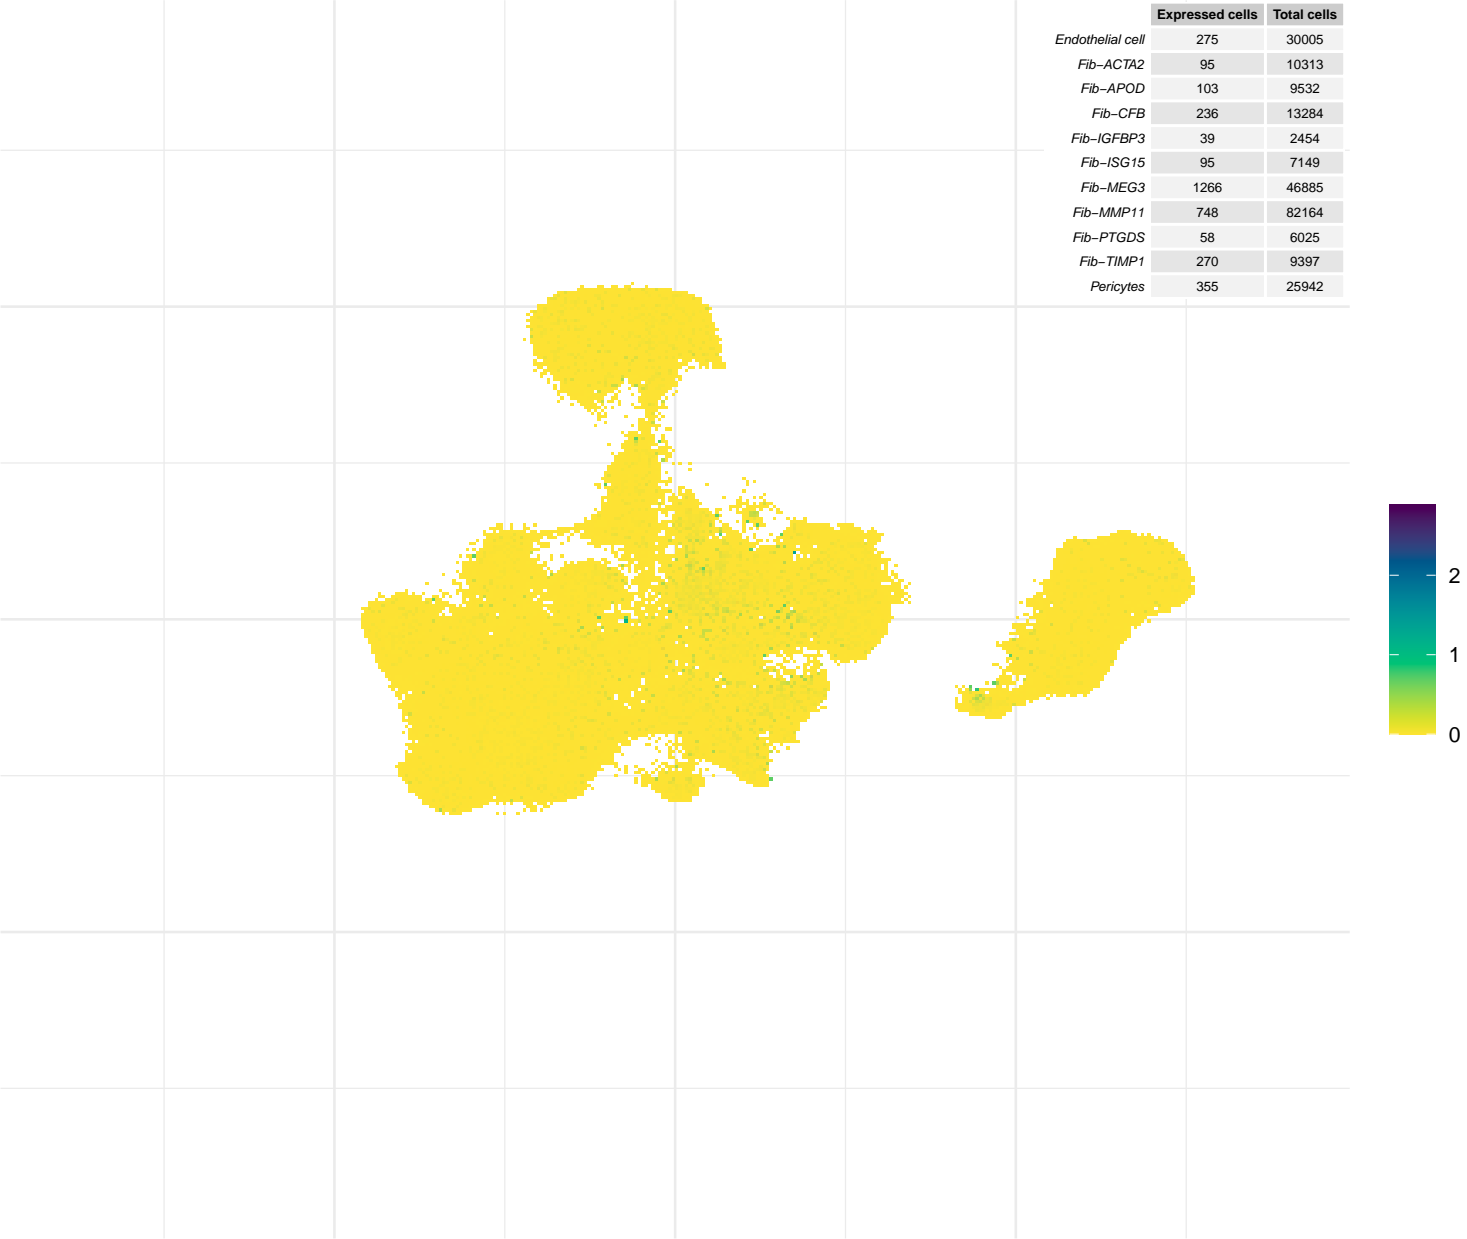 Expressed cells Total cells
Endothelial cell 275 30005
Fib−ACTA2 95 10313
Fib−APOD 103 9532
Fib−CFB 236 13284
Fib−IGFBP3 39 2454
Fib−ISG15 95 7149
Fib−MEG3 1266 46885
Fib−MMP11 748 82164
Fib−PTGDS 58 6025
Fib−TIMP1 270 9397
Pericytes 355 25942
2
1
0